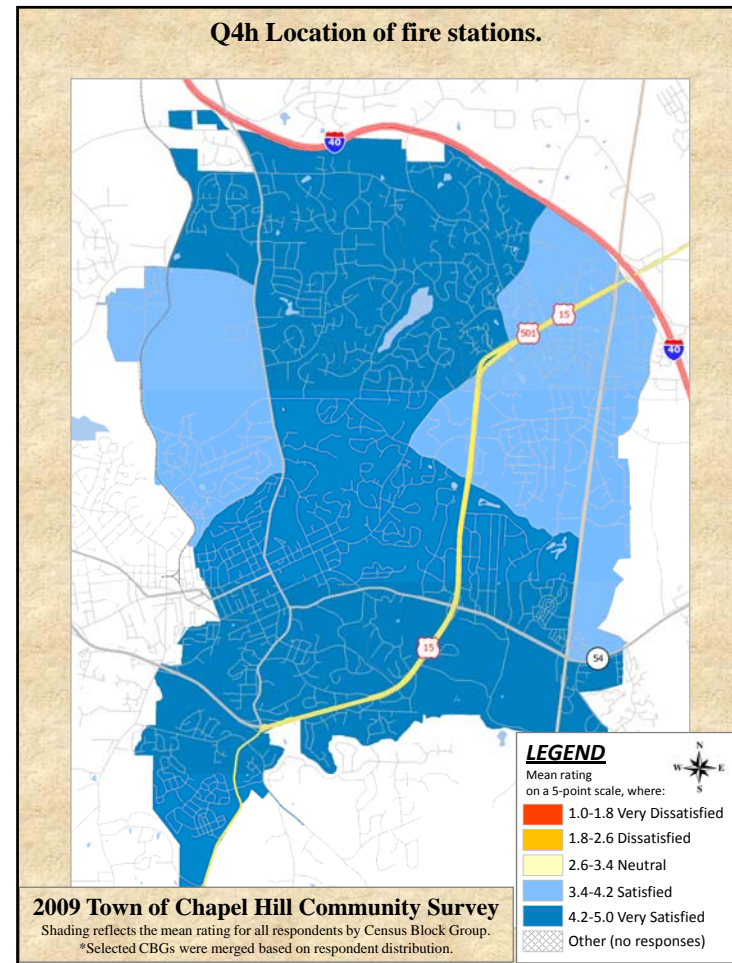 Q4h Location of fire stations.
40
15
501
40
15
54
LEGEND
N
W E
S
Mean rating
on a 5-point scale, where:
1.0-1.8 Very Dissatisfied
1.8-2.6 Dissatisfied
2.6-3.4 Neutral
3.4-4.2 Satisfied
4.2-5.0 Very Satisfied
Other (no responses)
2009 Town of Chapel Hill Community Survey
Shading reflects the mean rating for all respondents by Census Block Group.
*Selected CBGs were merged based on respondent distribution.